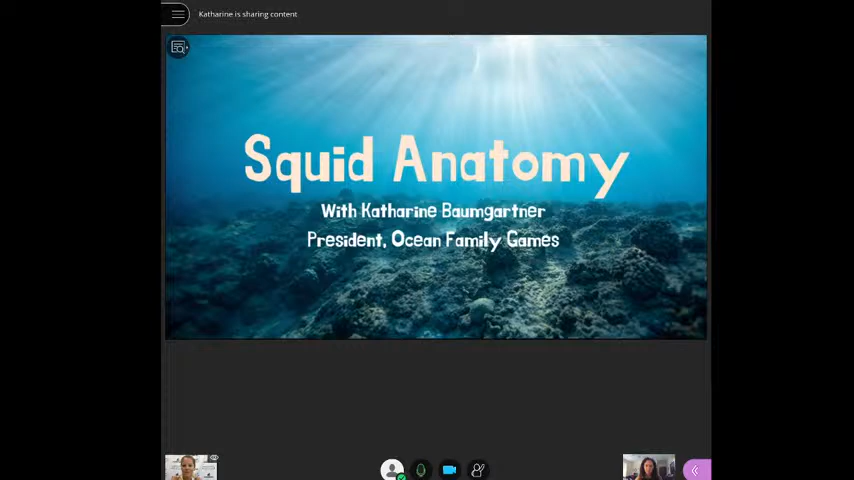 Katharine is sharing content
Squid Anatomy
With Katharine Baumgartner
President, Ocean Family Games